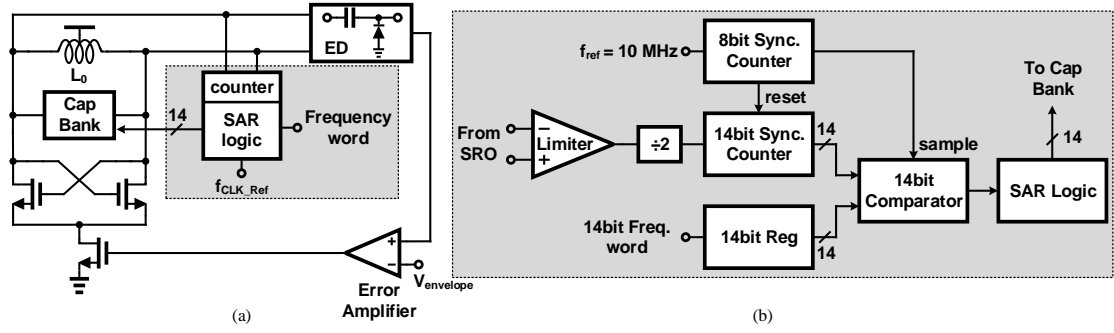 ED
L0
counter
SAR
logic
Cap
Bank
14
Frequency
word
fCLK_Ref
+
−
Venvelope
Error
Amplifier
(a)
fref = 10 MHz
8bit Sync.
Counter
reset
From
SRO
−
+
Limiter
÷2
14bit Sync.
Counter
14
sample
14bit Freq.
word
14bit Reg
14
14bit
Comparator
To Cap
Bank
14
SAR Logic
(b)